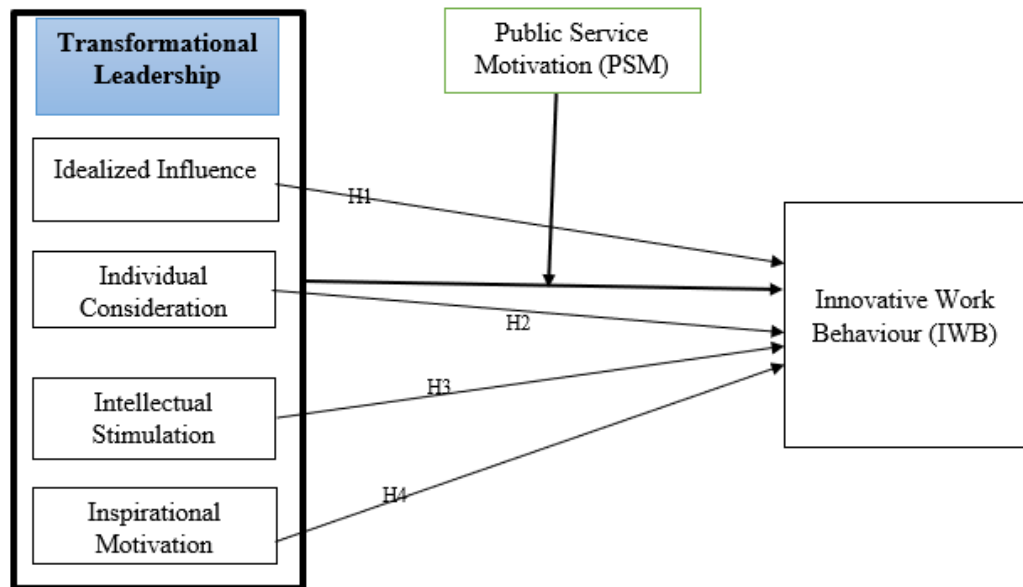 Transformational
Leadership
Public Service
Motivation (PSM)
Idealized Influence
H1
Individual
Consideration
H2
Innovative Work
Behaviour (IWB)
Intellectual
Stimulation
H3
Inspirational
Motivation
H4